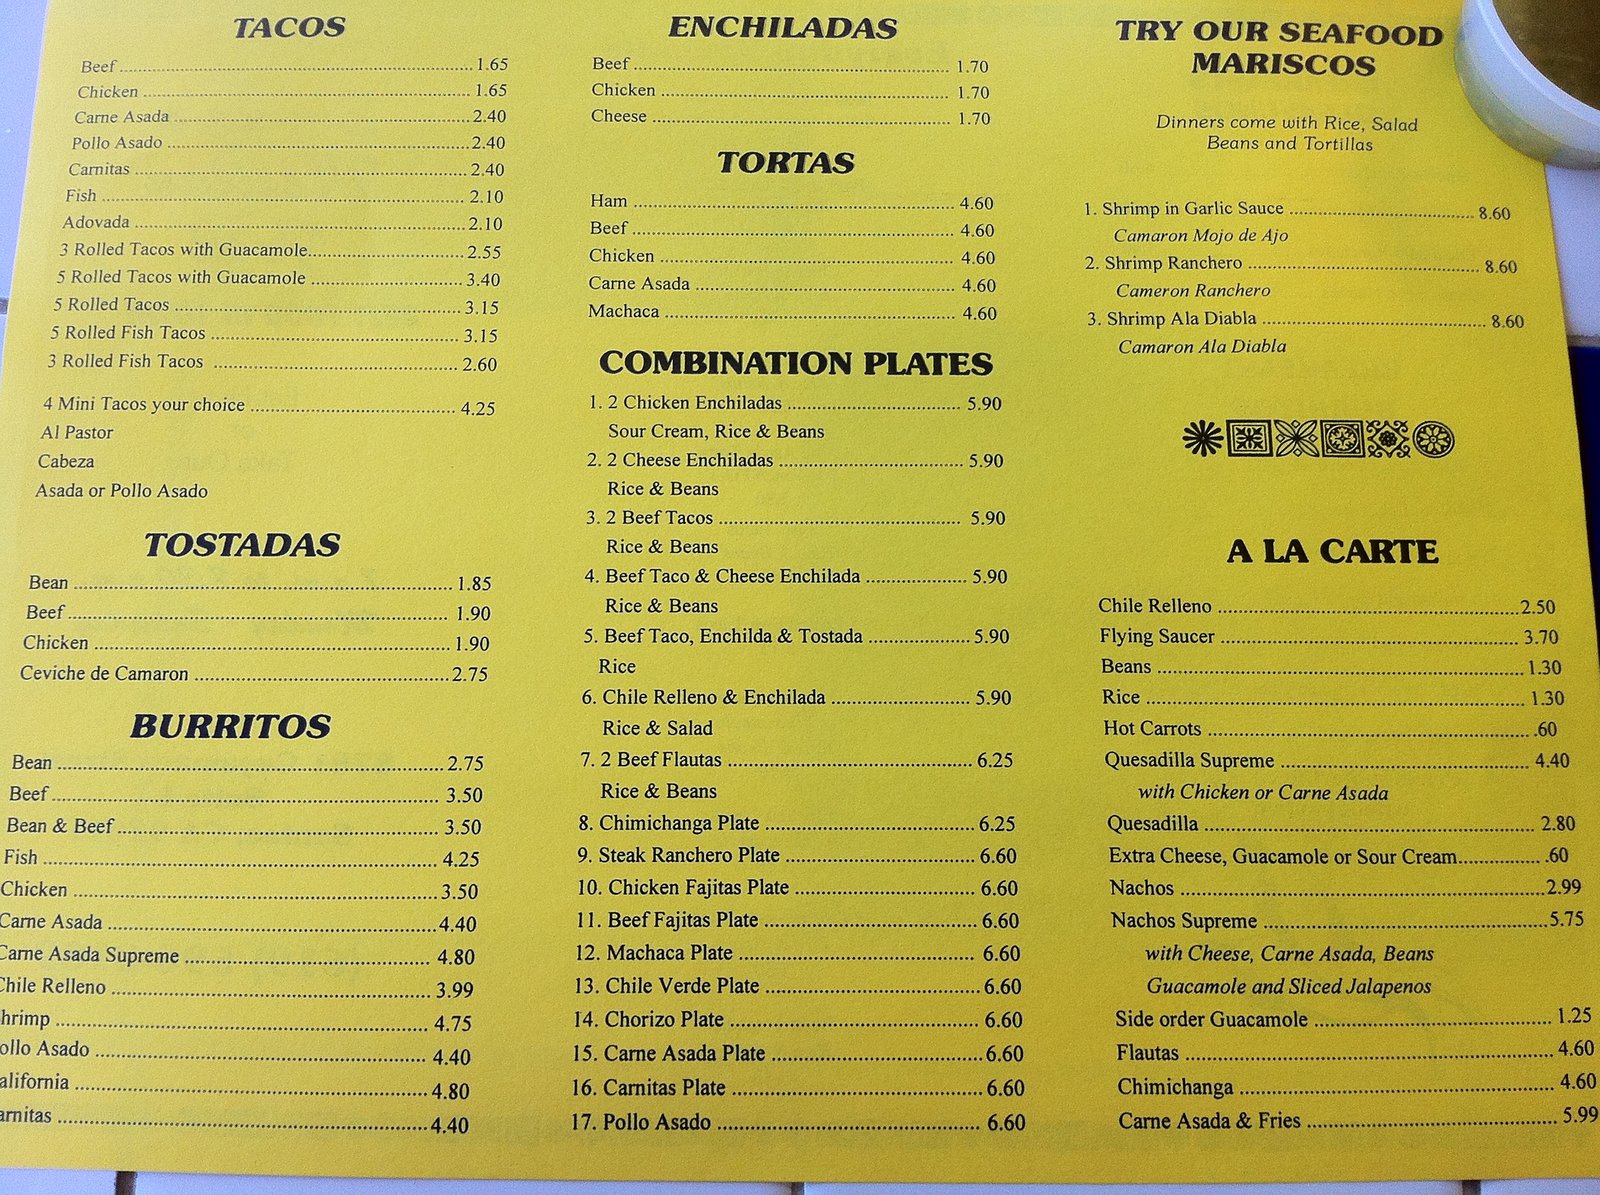 TACOS
Beef 1.65
Chicken 1.65
Carne Asada 2.40
Pollo Asado 2.40
Carnitas 2.40
Fish 2.10
Adovada 2.10
3 Rolled Tacos with Guacamole 2.55
5 Rolled Tacos with Guacamole 3.40
5 Rolled Tacos 3.15
5 Rolled Fish Tacos 3.15
3 Rolled Fish Tacos 2.60
4 Mini Tacos your choice 4.25
Al Pastor
Cabeza
Asada or Pollo Asado
TOSTADAS
Bean 1.85
Beef 1.90
Chicken 1.90
Ceviche de Camaron 2.75
BURRITOS
Bean 2.75
Beef 3.50
Bean & Beef 3.50
Fish 4.25
Chicken 3.50
Carne Asada 4.40
Carne Asada Supreme 4.80
Chile Relleno 3.99
hrimp 4.75
ollo Asado 4.40
alifornia 4.80
arnitas 4.40
ENCHILADAS
Beef 1.70
Chicken 1.70
Cheese 1.70
TORTAS
Ham 4.60
Beef 4.60
Chicken 4.60
Carne Asada 4.60
Machaca 4.60
COMBINATION PLATES
1. 2 Chicken Enchiladas 5.90
Sour Cream, Rice & Beans
2. 2 Cheese Enchiladas 5.90
Rice & Beans
3. 2 Beef Tacos 5.90
Rice & Beans
4. Beef Taco & Cheese Enchilada 5.90
Rice & Beans
5. Beef Taco, Enchilda & Tostada 5.90
Rice
6. Chile Relleno & Enchilada 5.90
Rice & Salad
7. 2 Beef Flautas 6.25
Rice & Beans
8. Chimichanga Plate 6.25
9. Steak Ranchero Plate 6.60
10. Chicken Fajitas Plate 6.60
11. Beef Fajitas Plate 6.60
12. Machaca Plate 6.60
13. Chile Verde Plate 6.60
14. Chorizo Plate 6.60
15. Carne Asada Plate 6.60
16. Carnitas Plate 6.60
17. Pollo Asado 6.60
TRY OUR SEAFOOD
MARISCOS
Dinners come with Rice, Salad
Beans and Tortillas
1. Shrimp in Garlic Sauce 8.60
Camaron Mojo de Ajo
2. Shrimp Ranchero 8.60
Cameron Ranchero
3. Shrimp Ala Diabla 8.60
Camaron Ala Diabla
A LA CARTE
Chile Relleno 2.50
Flying Saucer 3.70
Beans 1.30
Rice 1.30
Hot Carrots .60
Quesadilla Supreme 4.40
with Chicken or Carne Asada
Quesadilla 2.80
Extra Cheese, Guacamole or Sour Cream .60
Nachos 2.99
Nachos Supreme 5.75
with Cheese, Carne Asada, Beans
Guacamole and Sliced Jalapenos
Side order Guacamole 1.25
Flautas 4.60
Chimichanga 4.60
Carne Asada & Fries 5.99